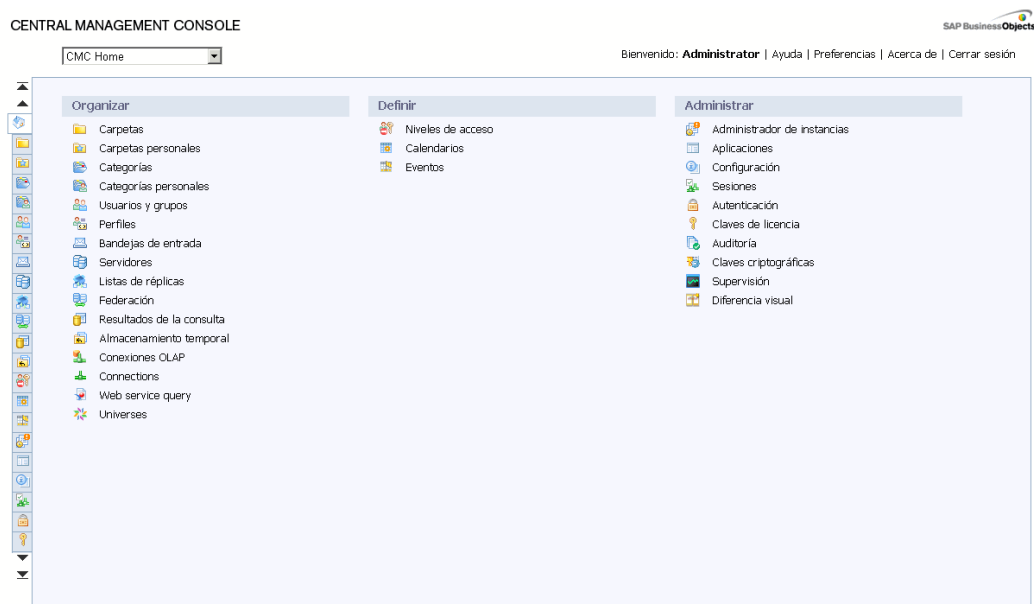 CENTRAL MANAGEMENT CONSOLE
SAP BusinessObjects
CMC Home
Bienvenido: Administrator | Ayuda | Preferencias | Acerca de | Cerrar sesión
Organizar
Carpetas
Carpetas personales
Categorías
Categorías personales
Usuarios y grupos
Perfiles
Bandejas de entrada
Servidores
Listas de réplicas
Federación
Resultados de la consulta
Almacenamiento temporal
Conexiones OLAP
Connections
Web service query
Universes
Definir
Niveles de acceso
Calendarios
Eventos
Administrar
Administrador de instancias
Aplicaciones
Configuración
Sesiones
Autenticación
Claves de licencia
Auditoría
Claves criptográficas
Supervisión
Diferencia visual